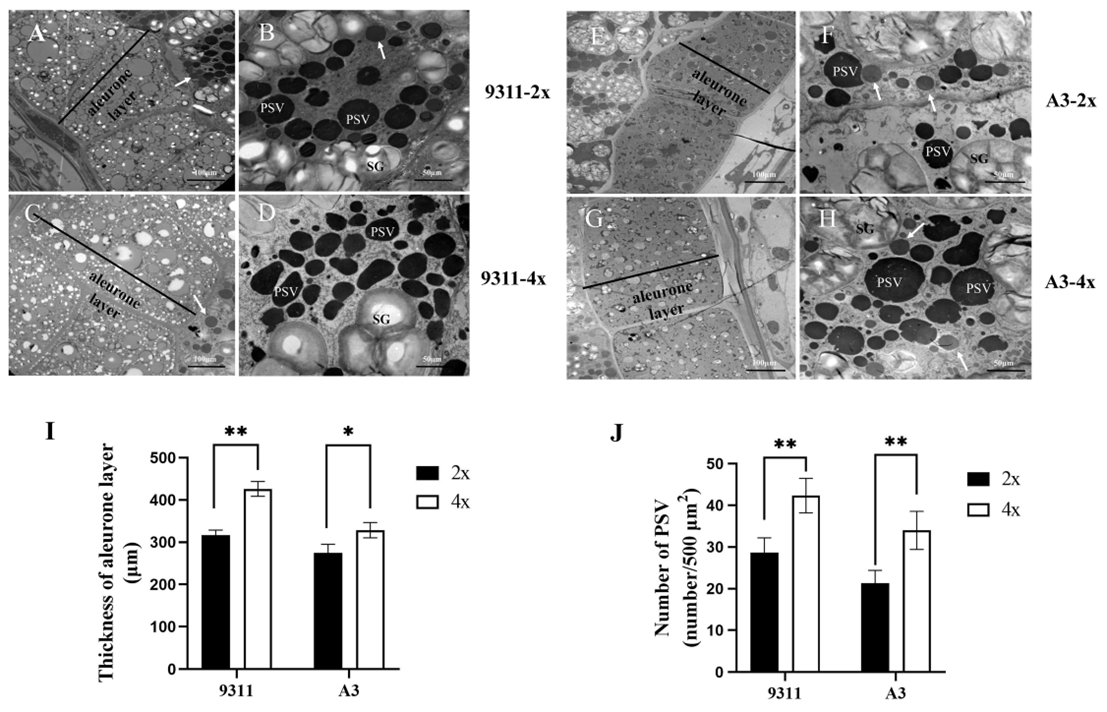 A
aleurone
layer
100μm
B
PSV
PSV
SG
50μm
9311-2x
E
aleurone
layer
100μm
F
PSV
PSV
SG
50μm
A3-2x
C
aleurone
layer
100μm
D
PSV
PSV
SG
50μm
9311-4x
G
aleurone
layer
100μm
H
SG
PSV
PSV
50μm
A3-4x
I
Thickness of aleurone layer
(μm)
500
400
300
200
100
0
**
*
9311
A3
2x
4x
J
Number of PSV
(number/500 μm²)
50
40
30
20
10
0
**
**
9311
A3
2x
4x